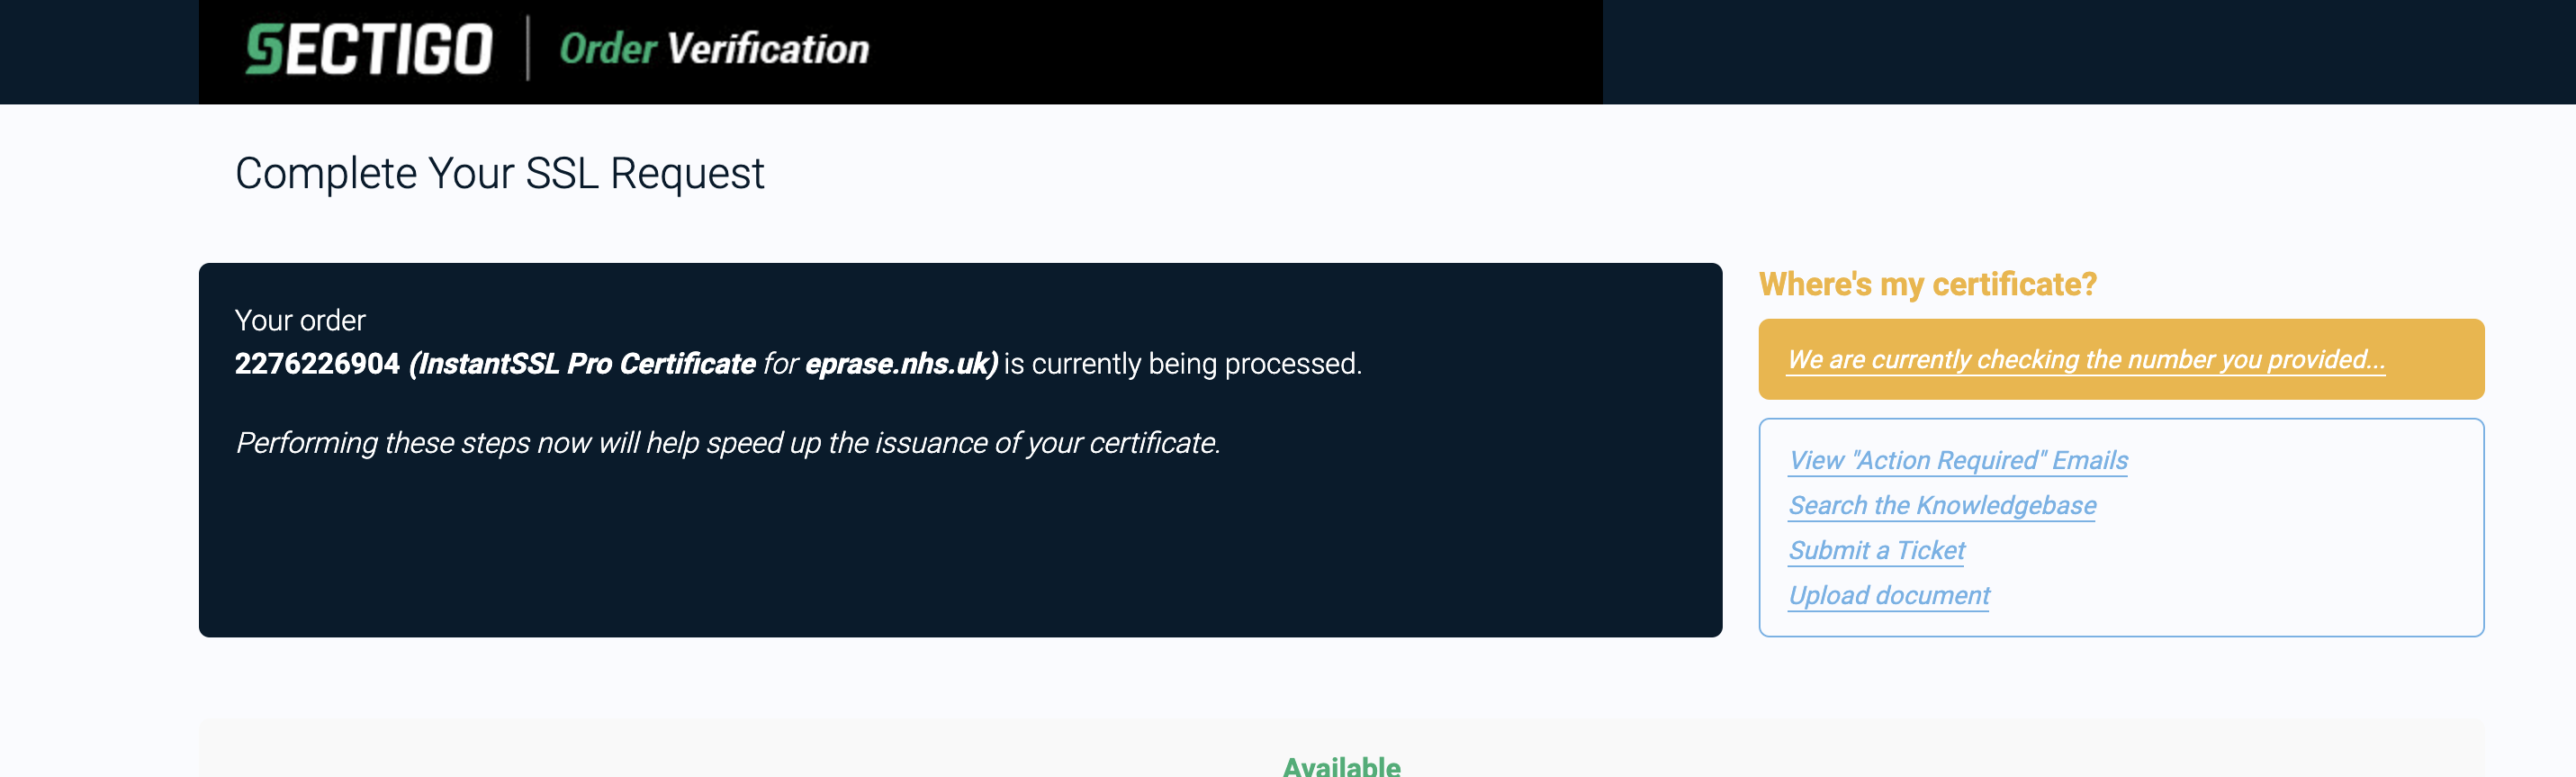 SECTIGO | Order Verification
Complete Your SSL Request
Your order
2276226904 (InstantSSL Pro Certificate for eprase.nhs.uk) is currently being processed.
Performing these steps now will help speed up the issuance of your certificate.
Where's my certificate?
We are currently checking the number you provided...
View "Action Required" Emails
Search the Knowledgebase
Submit a Ticket
Upload document
Available